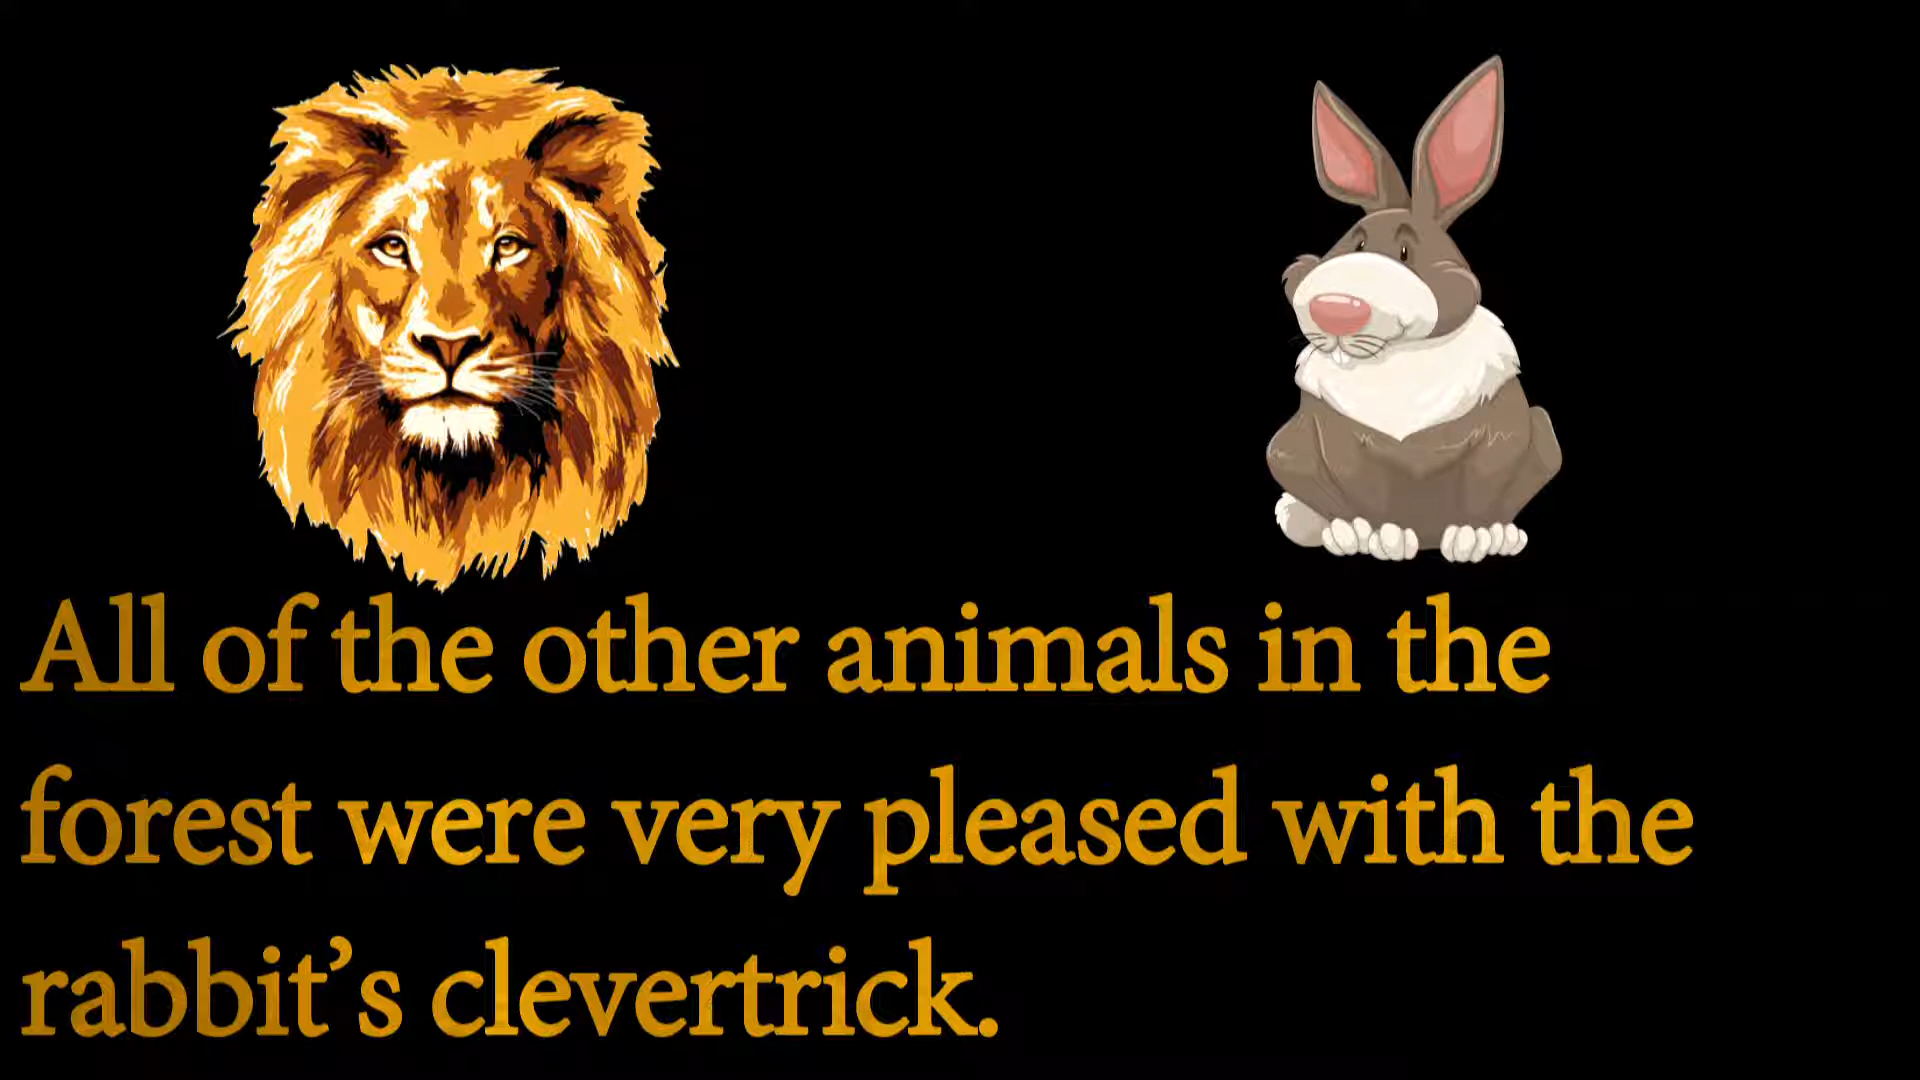 All of the other animals in the
forest were very pleased with the
rabbit’s clevertrick.